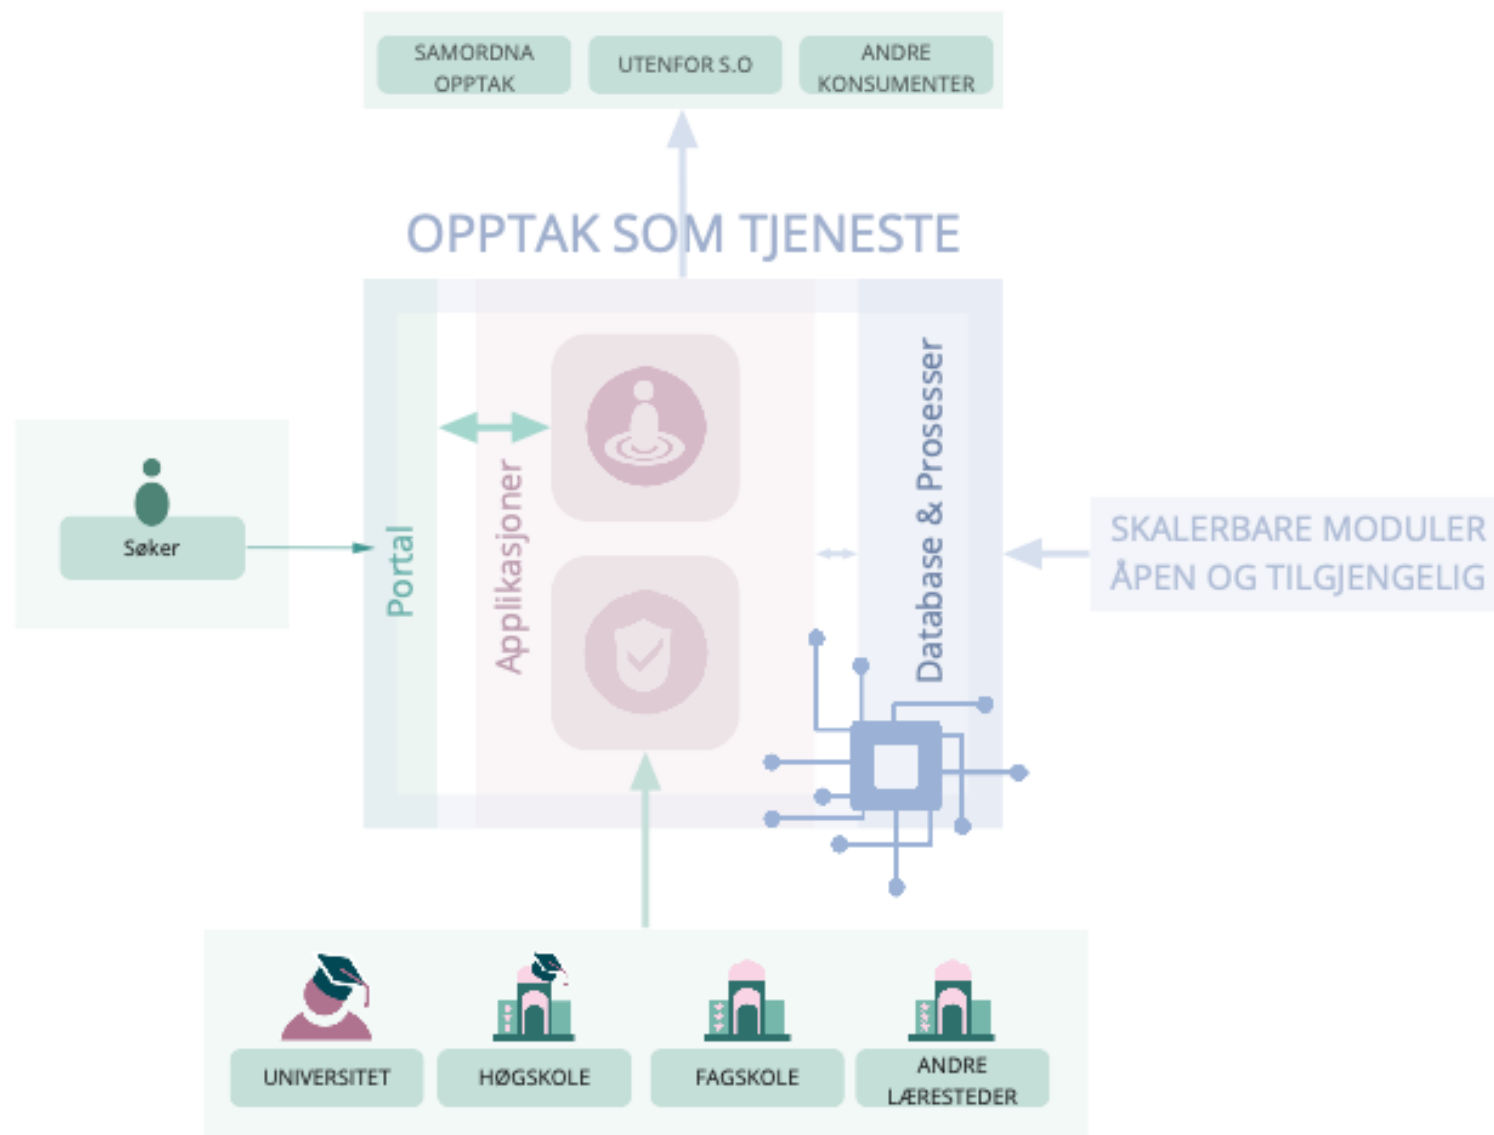 SAMORDNA
OPPTAK
UTENFOR S.O
ANDRE
KONSUMENTER
OPPTAK SOM TJENESTE
Søker
Portal
Applikasjoner
Database & Prosesser
SKALERBARE MODULER
ÅPEN OG TILGJENGELIG
UNIVERSITET
HØGSKOLE
FAGSKOLE
ANDRE
LÆRESTEDER